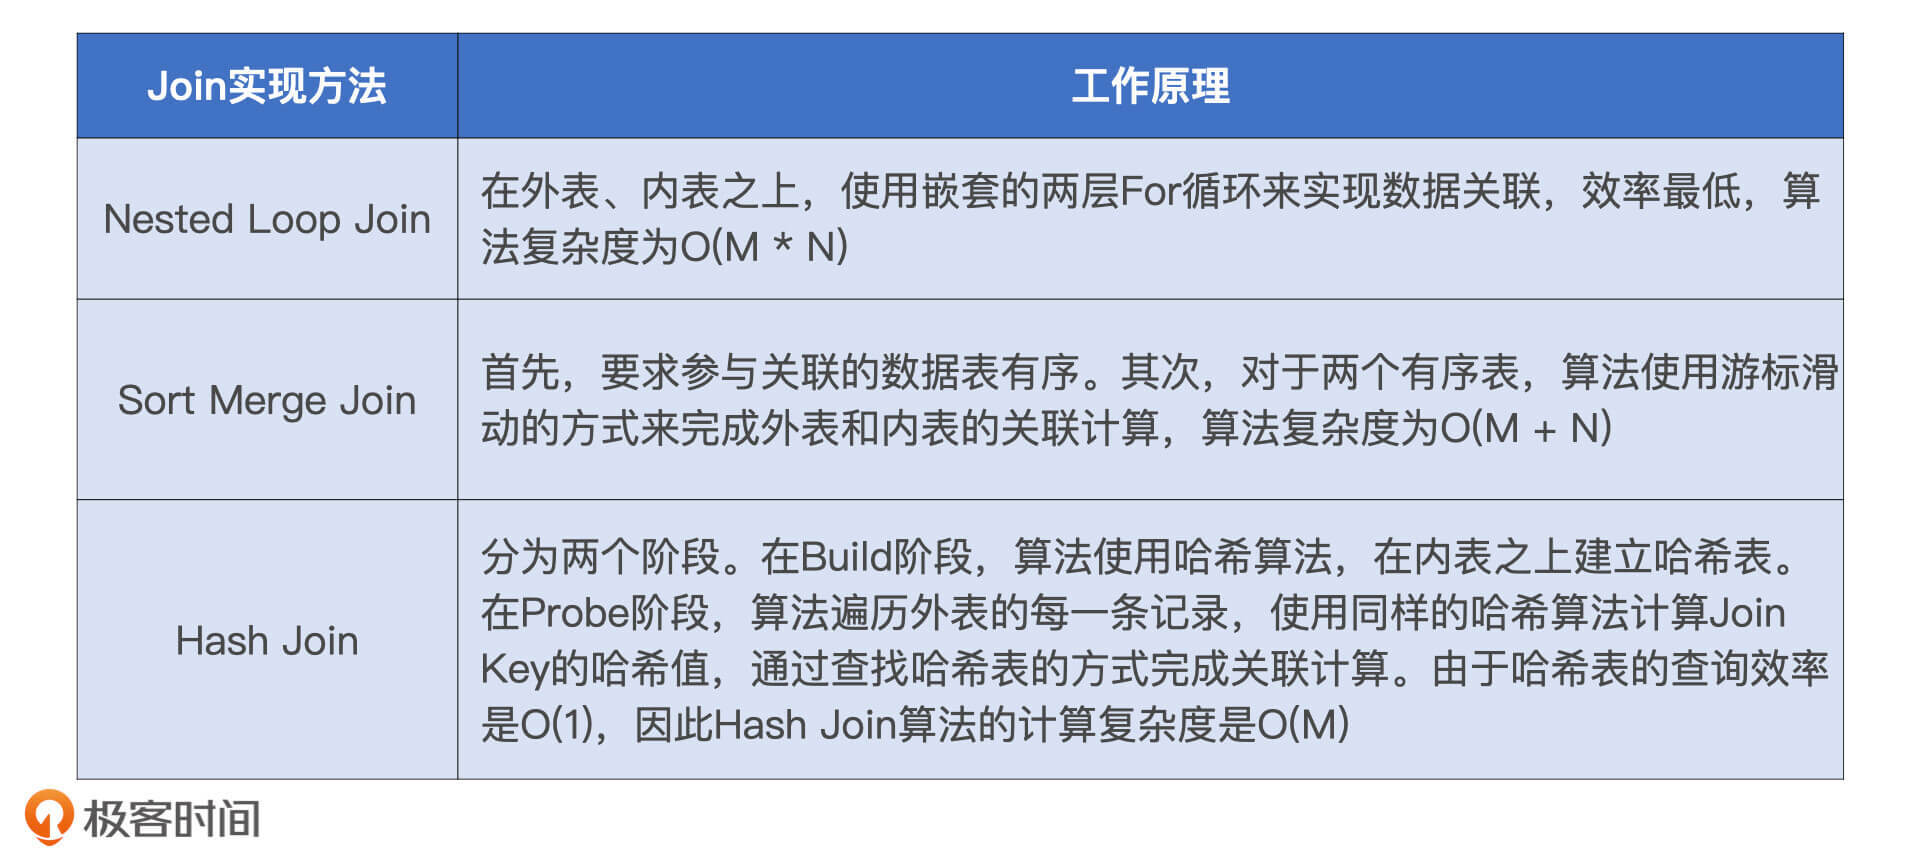 Join实现方法
工作原理
Nested Loop Join
在外表、内表之上，使用嵌套的两层For循环来实现数据关联，效率最低，算
法复杂度为O(M * N)
Sort Merge Join
首先，要求参与关联的数据表有序。其次，对于两个有序表，算法使用游标滑
动的方式来完成外表和内表的关联计算，算法复杂度为O(M + N)
Hash Join
分为两个阶段。在Build阶段，算法使用哈希算法，在内表之上建立哈希表。
在Probe阶段，算法遍历外表的每一条记录，使用同样的哈希算法计算Join
Key的哈希值，通过查找哈希表的方式完成关联计算。由于哈希表的查询效率
是O(1)，因此Hash Join算法的计算复杂度是O(M)
极客时间